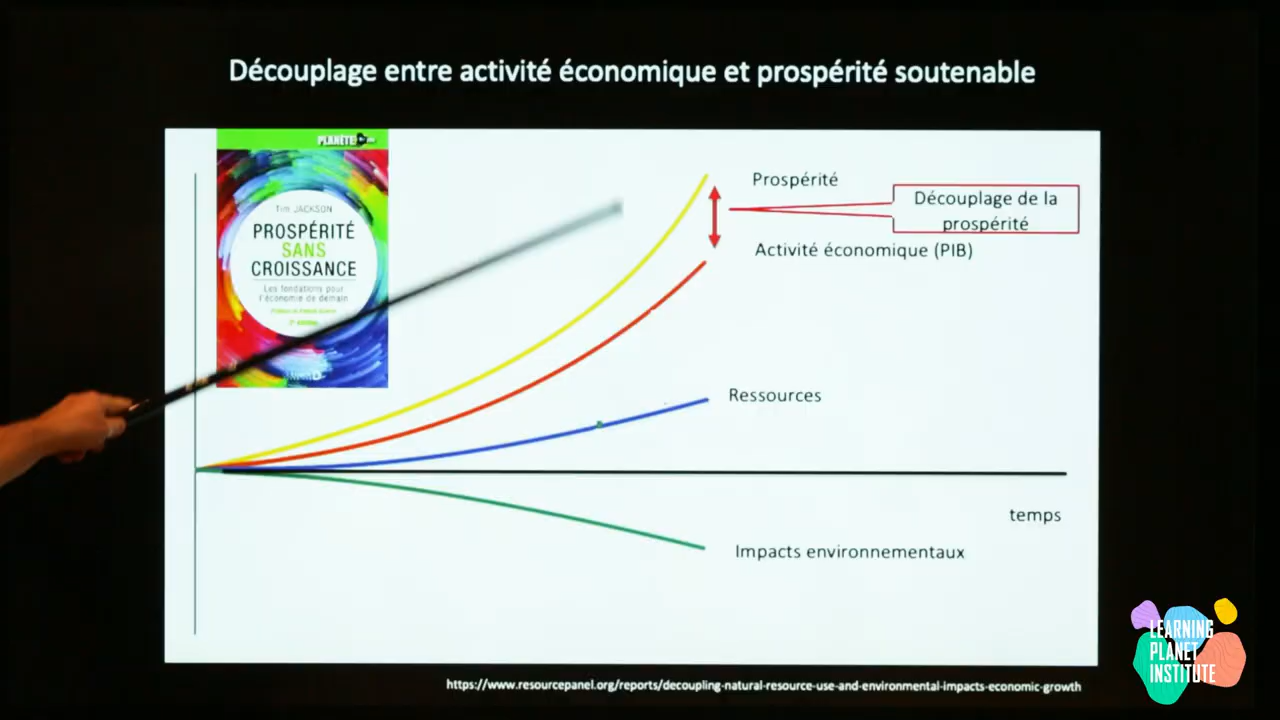 Découplage entre activité économique et prospérité soutenable
PLANÈTE
Tim JACKSON
PROSPÉRITÉ
SANS
CROISSANCE
Les fondations pour
l'économie de demain
Prospérité
Découplage de la
prospérité
Activité économique (PIB)
Ressources
temps
Impacts environnementaux
https://www.resourcepanel.org/reports/decoupling-natural-resource-use-and-environmental-impacts-economic-growth
LEARNING
PLANET
INSTITUTE